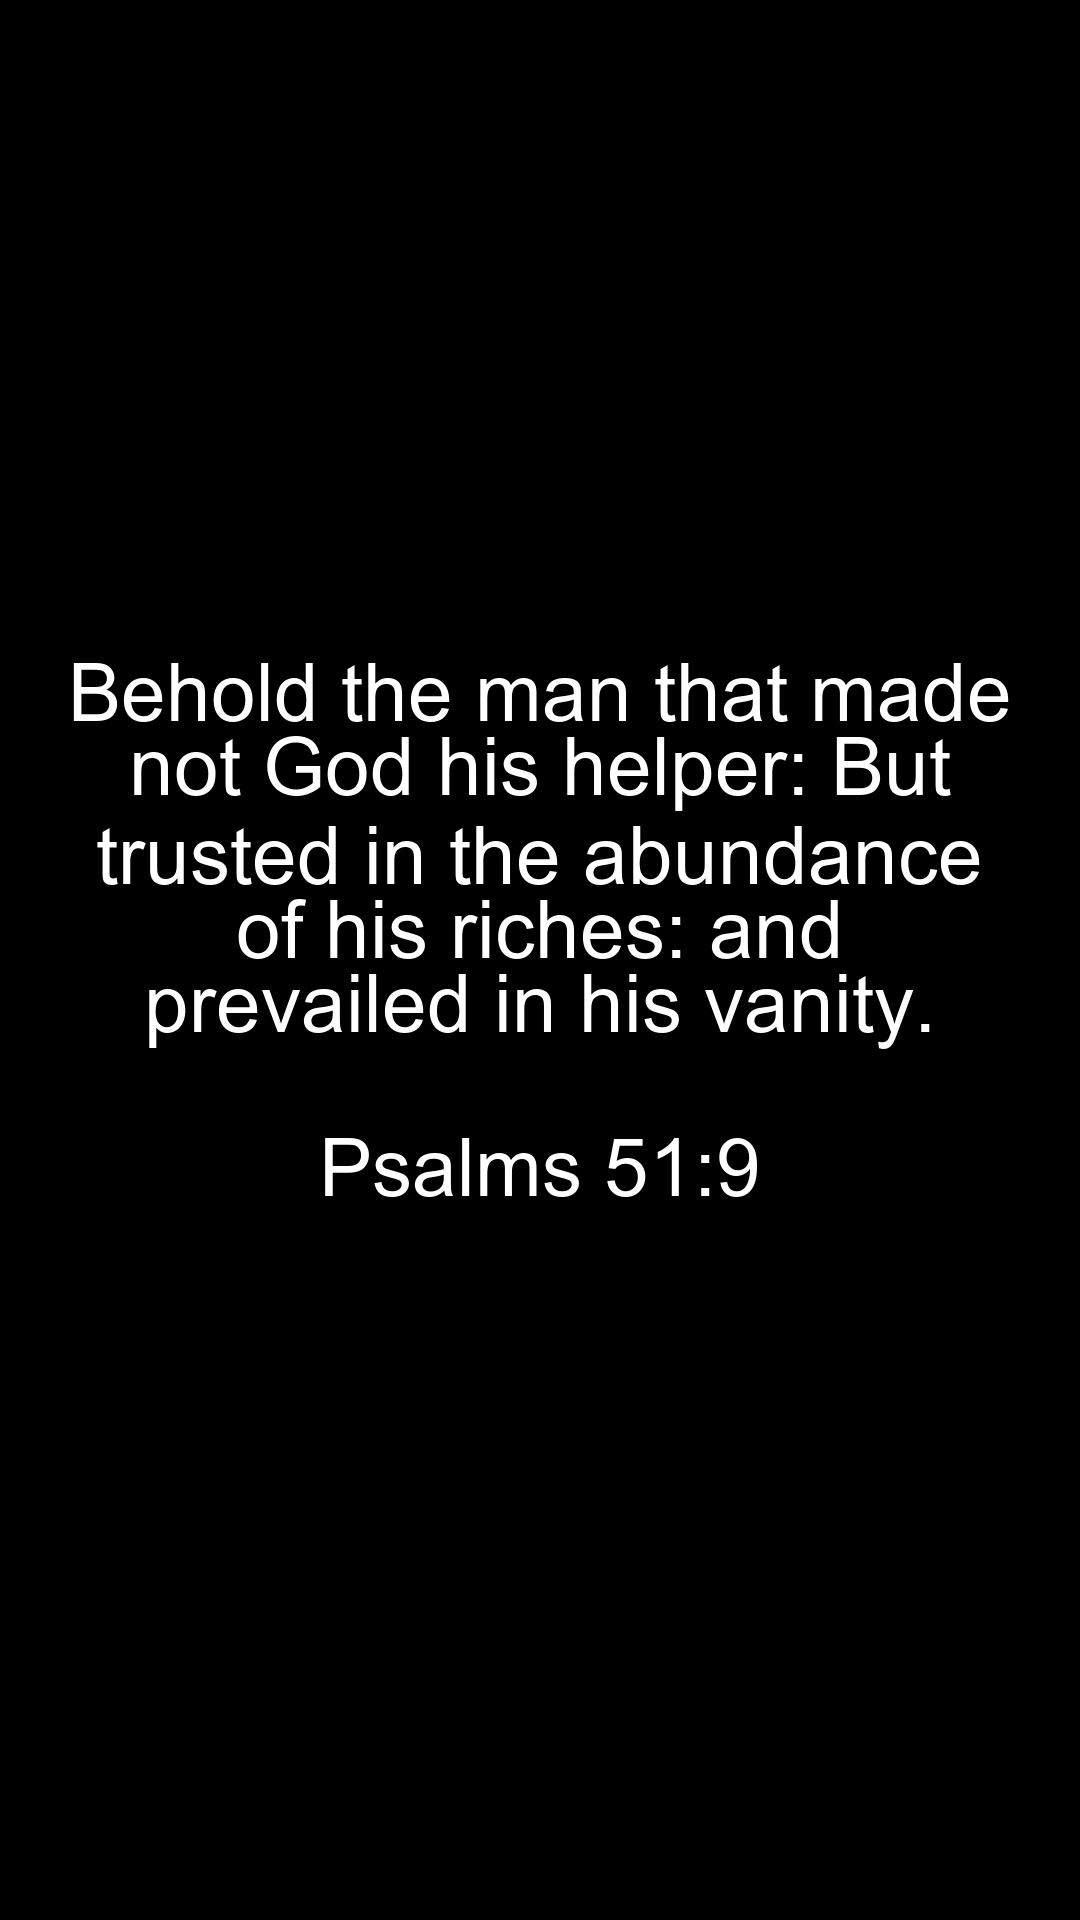 Behold the man that made
not God his helper: But
trusted in the abundance
of his riches: and
prevailed in his vanity.
Psalms 51:9